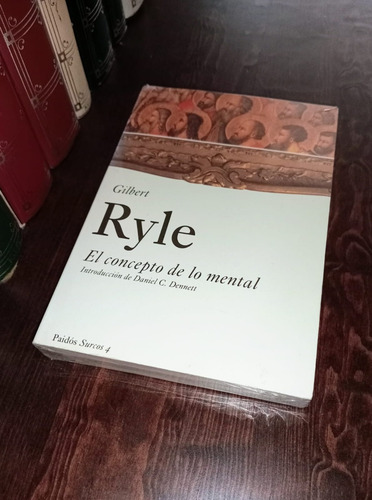 Gilbert
Ryle
El concepto de lo mental
Introducción de Daniel C. Dennett
Paidós Surcos 4